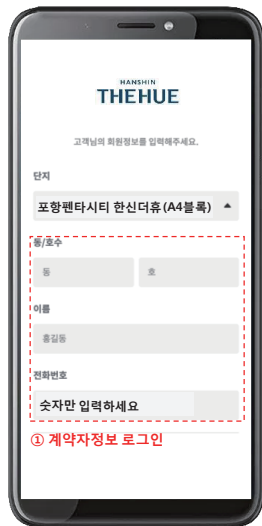 HANSHIN
THEHUE
고객님의 회원정보를 입력해주세요.
단지
포항펜타시티 한신더휴(A4블록)
동/호수
동 호
이름
홍길동
전화번호
숫자만 입력하세요
① 계약자정보 로그인